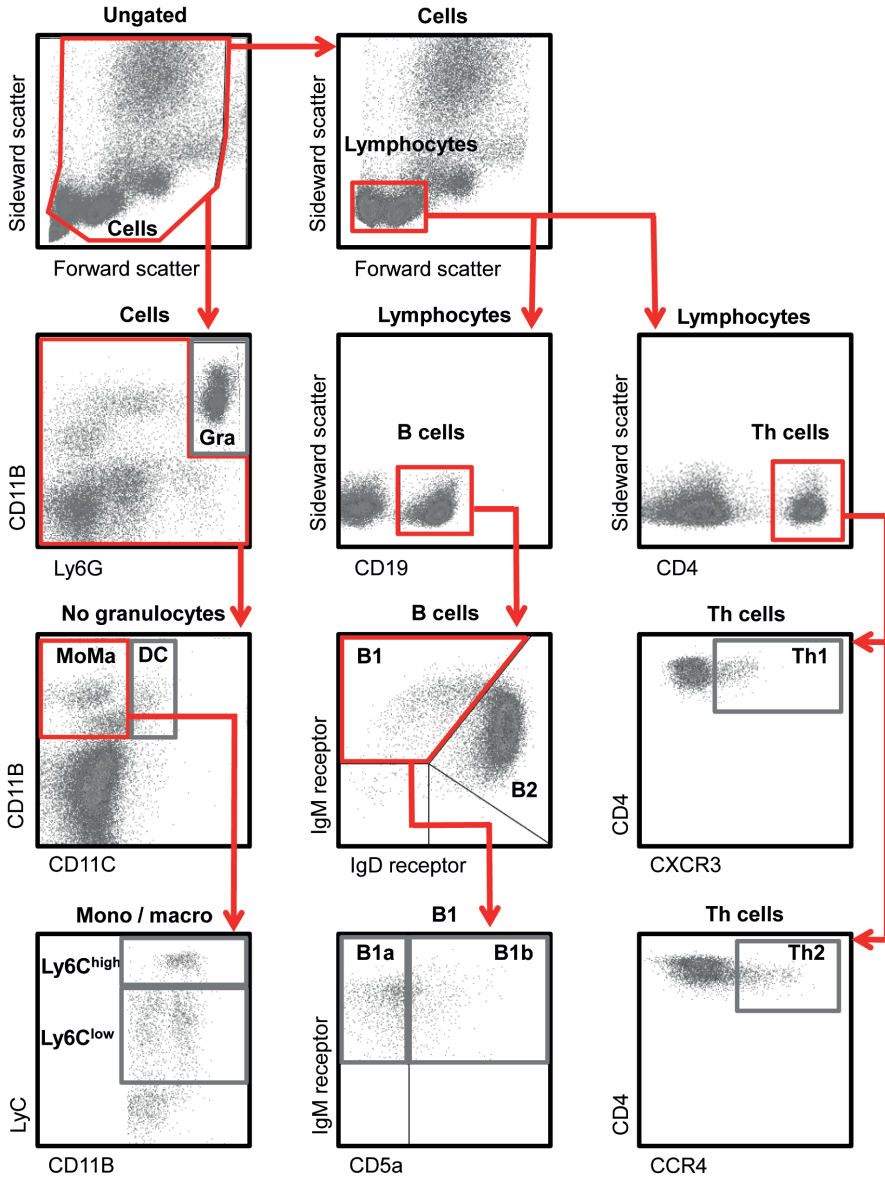 Ungated
Cells
Sideward scatter
Cells
Forward scatter
Sideward scatter
Lymphocytes
Forward scatter
Cells
Lymphocytes
Lymphocytes
CD11B
Gra
Ly6G
Sideward scatter
B cells
CD19
Sideward scatter
Th cells
CD4
No granulocytes
B cells
Th cells
CD11B
MoMa
DC
CD11C
IgM receptor
B1
B2
IgD receptor
CD4
Th1
CXCR3
Mono / macro
B1
Th cells
LyC
Ly6Chigh
Ly6Clow
CD11B
IgM receptor
B1a
B1b
CD5a
CD4
Th2
CCR4